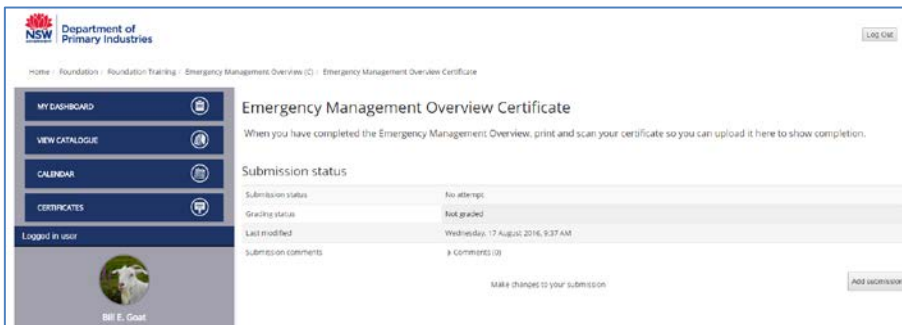 NSW
Department of
Primary Industries
Log Out
Home / Foundation / Foundation Training / Emergency Management Overview (C) / Emergency Management Overview Certificate
MY DASHBOARD
VIEW CATALOGUE
CALENDAR
CERTIFICATES
Logged in user
Bill E. Goat
Emergency Management Overview Certificate
When you have completed the Emergency Management Overview, print and scan your certificate so you can upload it here to show completion.
Submission status
Submission status No attempt
Grading status Not graded
Last modified Wednesday, 17 August 2016, 9:37 AM
Submission comments Comments (0)
Make changes to your submission
Add submission